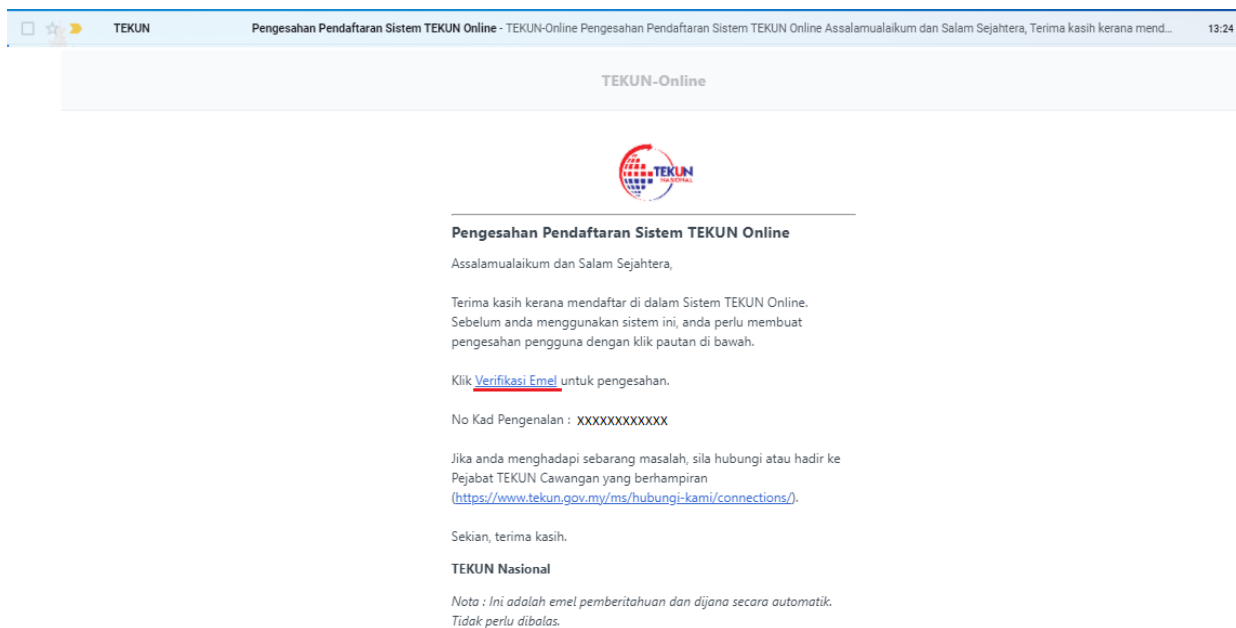 TEKUN Pengesahan Pendaftaran Sistem TEKUN Online - TEKUN-Online Pengesahan Pendaftaran Sistem TEKUN Online Assalamualaikum dan Salam Sejahtera, Terima kasih kerana mend... 13:24
TEKUN-Online
TEKUN
NASIONAL
Pengesahan Pendaftaran Sistem TEKUN Online
Assalamualaikum dan Salam Sejahtera,
Terima kasih kerana mendaftar di dalam Sistem TEKUN Online.
Sebelum anda menggunakan sistem ini, anda perlu membuat
pengesahan pengguna dengan klik pautan di bawah.
Klik Verifikasi Emel untuk pengesahan.
No Kad Pengenalan : XXXXXXXXXXXX
Jika anda menghadapi sebarang masalah, sila hubungi atau hadir ke
Pejabat TEKUN Cawangan yang berhampiran
(https://www.tekun.gov.my/ms/hubungi-kami/connections/).
Sekian, terima kasih.
TEKUN Nasional
Nota : Ini adalah emel pemberitahuan dan dijana secara automatik.
Tidak perlu dibalas.